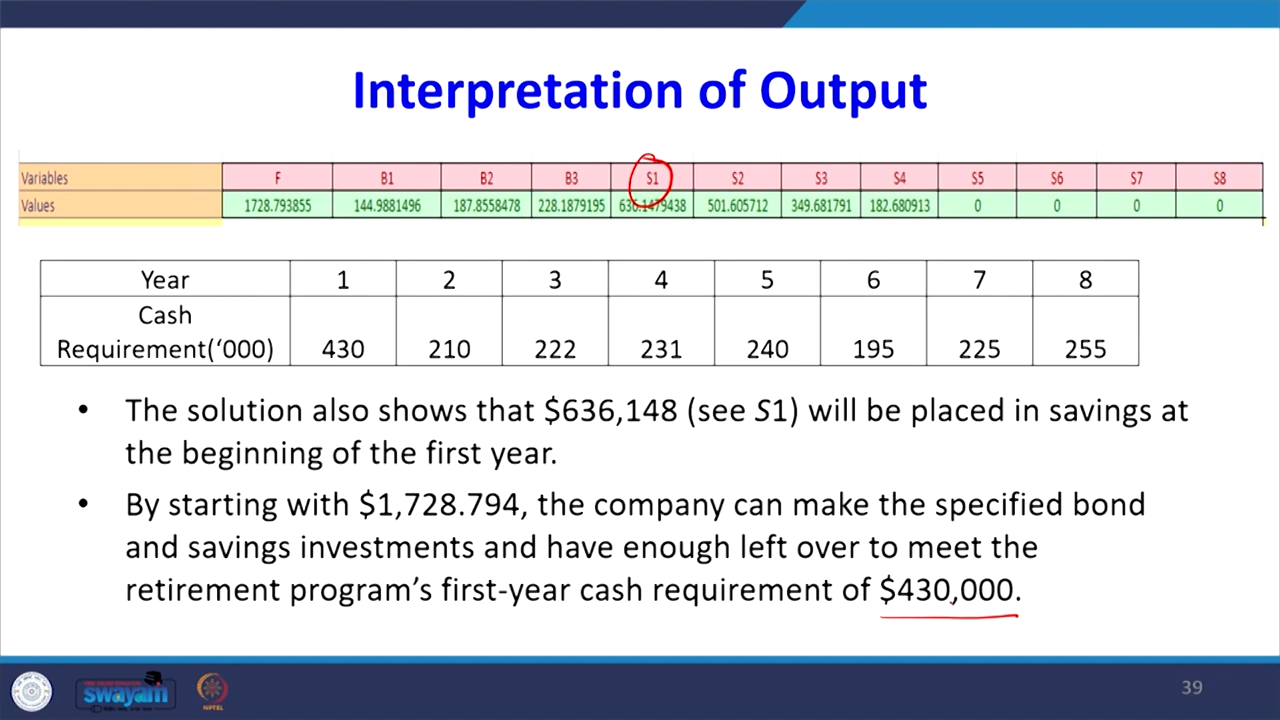 Interpretation of Output
Variables F B1 B2 B3 S1 S2 S3 S4 S5 S6 S7 S8
Values 1728.793855 144.9881496 187.8558478 228.1879195 636.1479438 501.605712 349.681791 182.680913 0 0 0 0
Year 1 2 3 4 5 6 7 8
Cash
Requirement(‘000) 430 210 222 231 240 195 225 255
• The solution also shows that $636,148 (see S1) will be placed in savings at
the beginning of the first year.
• By starting with $1,728.794, the company can make the specified bond
and savings investments and have enough left over to meet the
retirement program’s first-year cash requirement of $430,000.
swayam
NPTEL
39